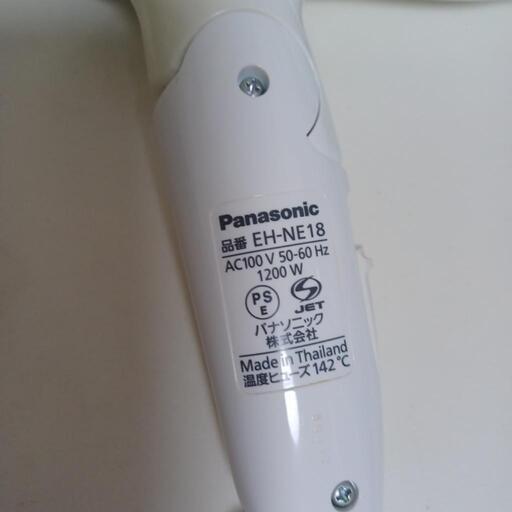 Panasonic
品番 EH-NE18
AC100 V 50-60 Hz
1200 W
PS E JET
パナソニック
株式会社
Made in Thailand
温度ヒューズ 142℃